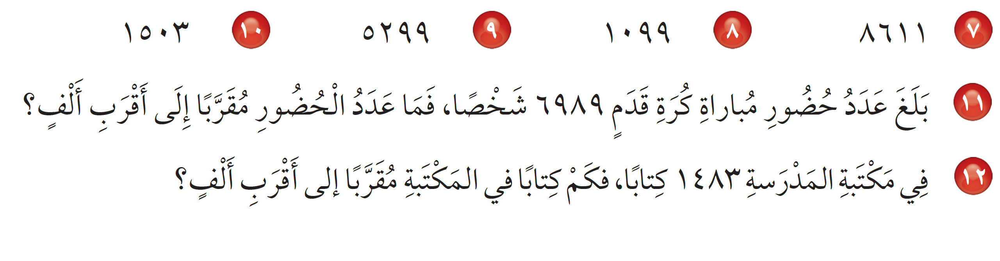 ٧ ٨٦١١ ٨ ١٠٩٩ ٩ ٥٢٩٩ ١٠ ١٥٠٣
١١ بَلَغَ عَدَدُ حُضُورِ مُباراةِ كُرَةِ قَدَمٍ ٦٩٨٩ شَخْصًا، فَمَا عَدَدُ الْحُضُورِ مُقَرَّبًا إِلَى أَقْرَبِ أَلْفٍ؟
١٢ فِي مَكْتَبَةِ المَدْرَسةِ ١٤٨٣ كِتابًا، فكَمْ كِتابًا في المَكْتَبَةِ مُقَرَّبًا إلى أَقْرَبِ أَلْفٍ؟